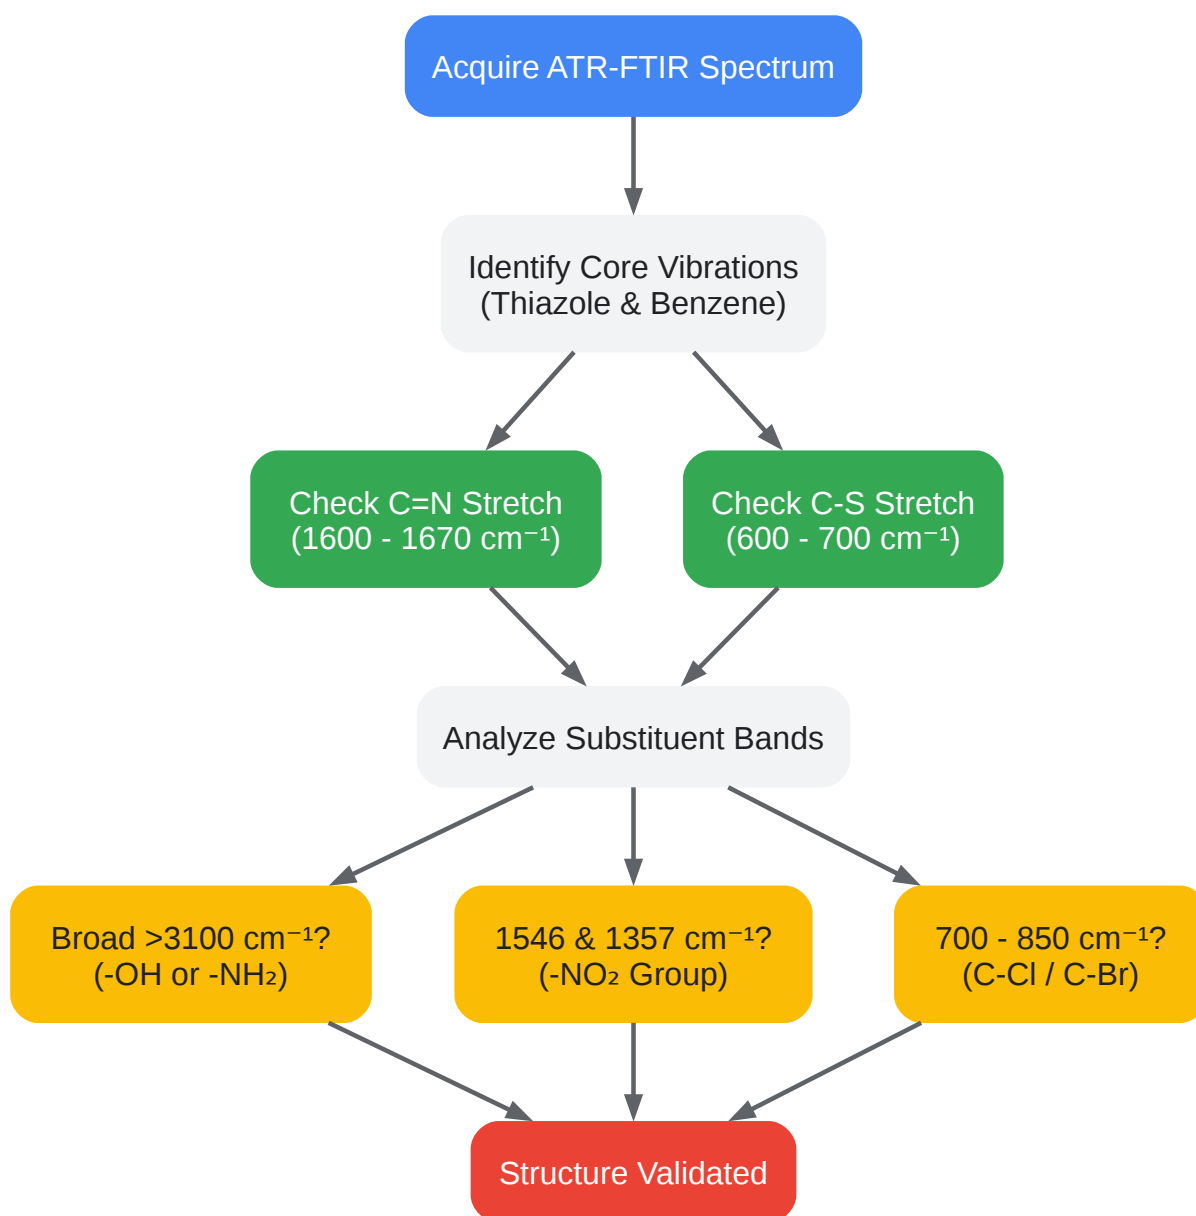 Acquire ATR-FTIR Spectrum
Identify Core Vibrations
(Thiazole & Benzene)
Check C=N Stretch
(1600 - 1670 cm⁻¹)
Check C-S Stretch
(600 - 700 cm⁻¹)
Analyze Substituent Bands
Broad >3100 cm⁻¹?
(-OH or -NH₂)
1546 & 1357 cm⁻¹?
(-NO₂ Group)
700 - 850 cm⁻¹?
(C-Cl / C-Br)
Structure Validated